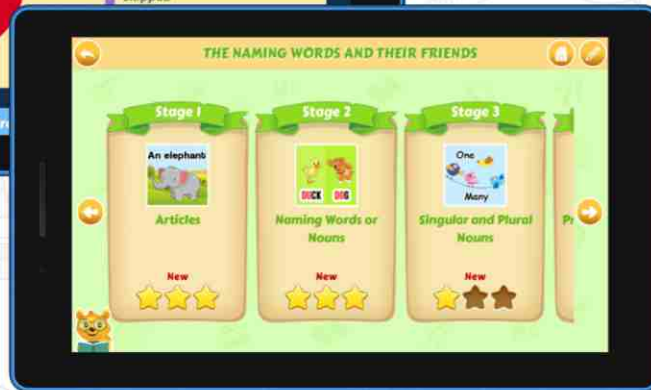 THE NAMING WORDS AND THEIR FRIENDS
Stage 1
An elephant
Articles
New
Stage 2
DUCK DOG
Naming Words or
Nouns
New
Stage 3
One
Many
Singular and Plural
Nouns
New